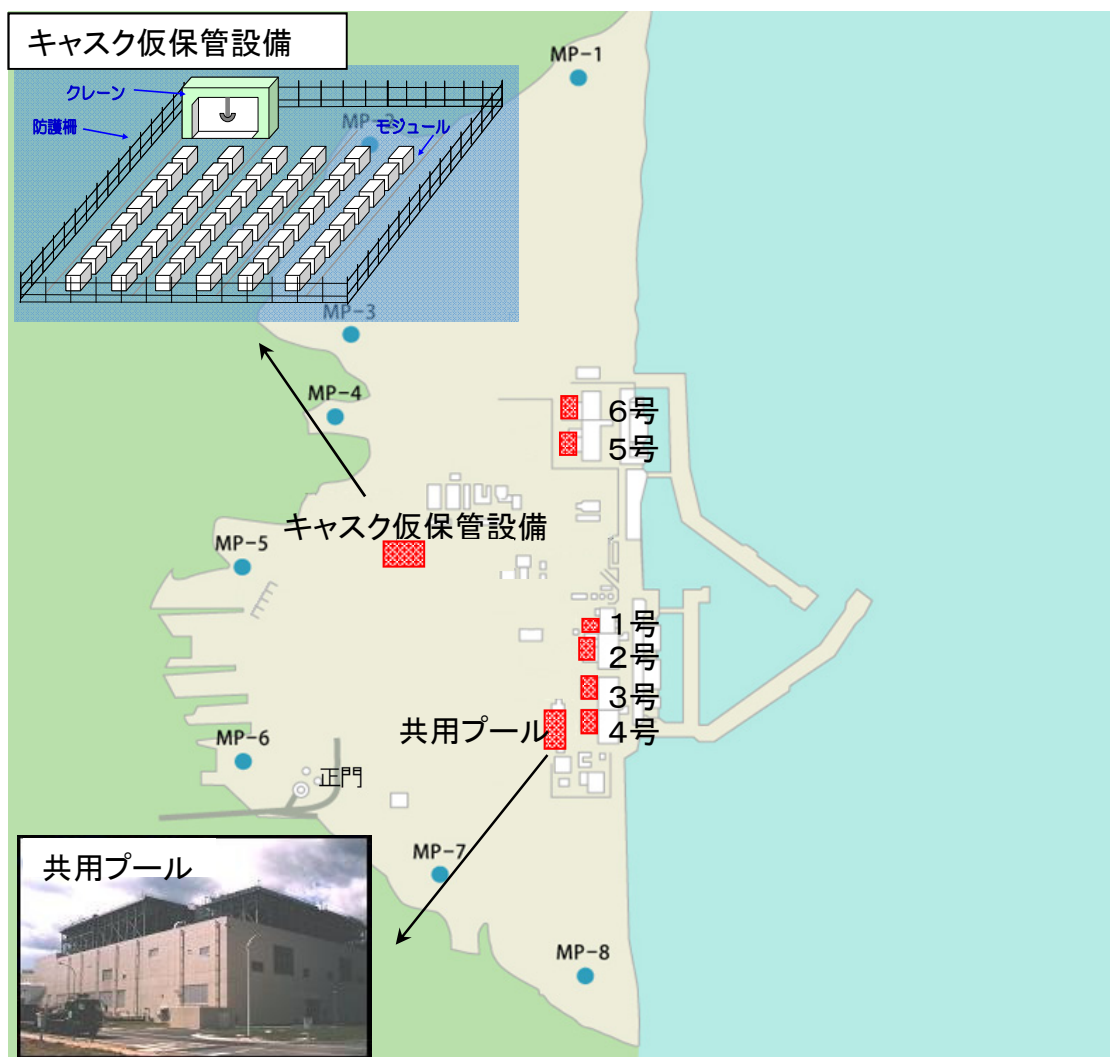 キャスク仮保管設備
MP-1
クレーン
防護柵
MP-2
モジュール
MP-3
MP-4
6号
5号
キャスク仮保管設備
MP-5
1号
2号
3号
共用プール
4号
MP-6
正門
MP-7
共用プール
MP-8